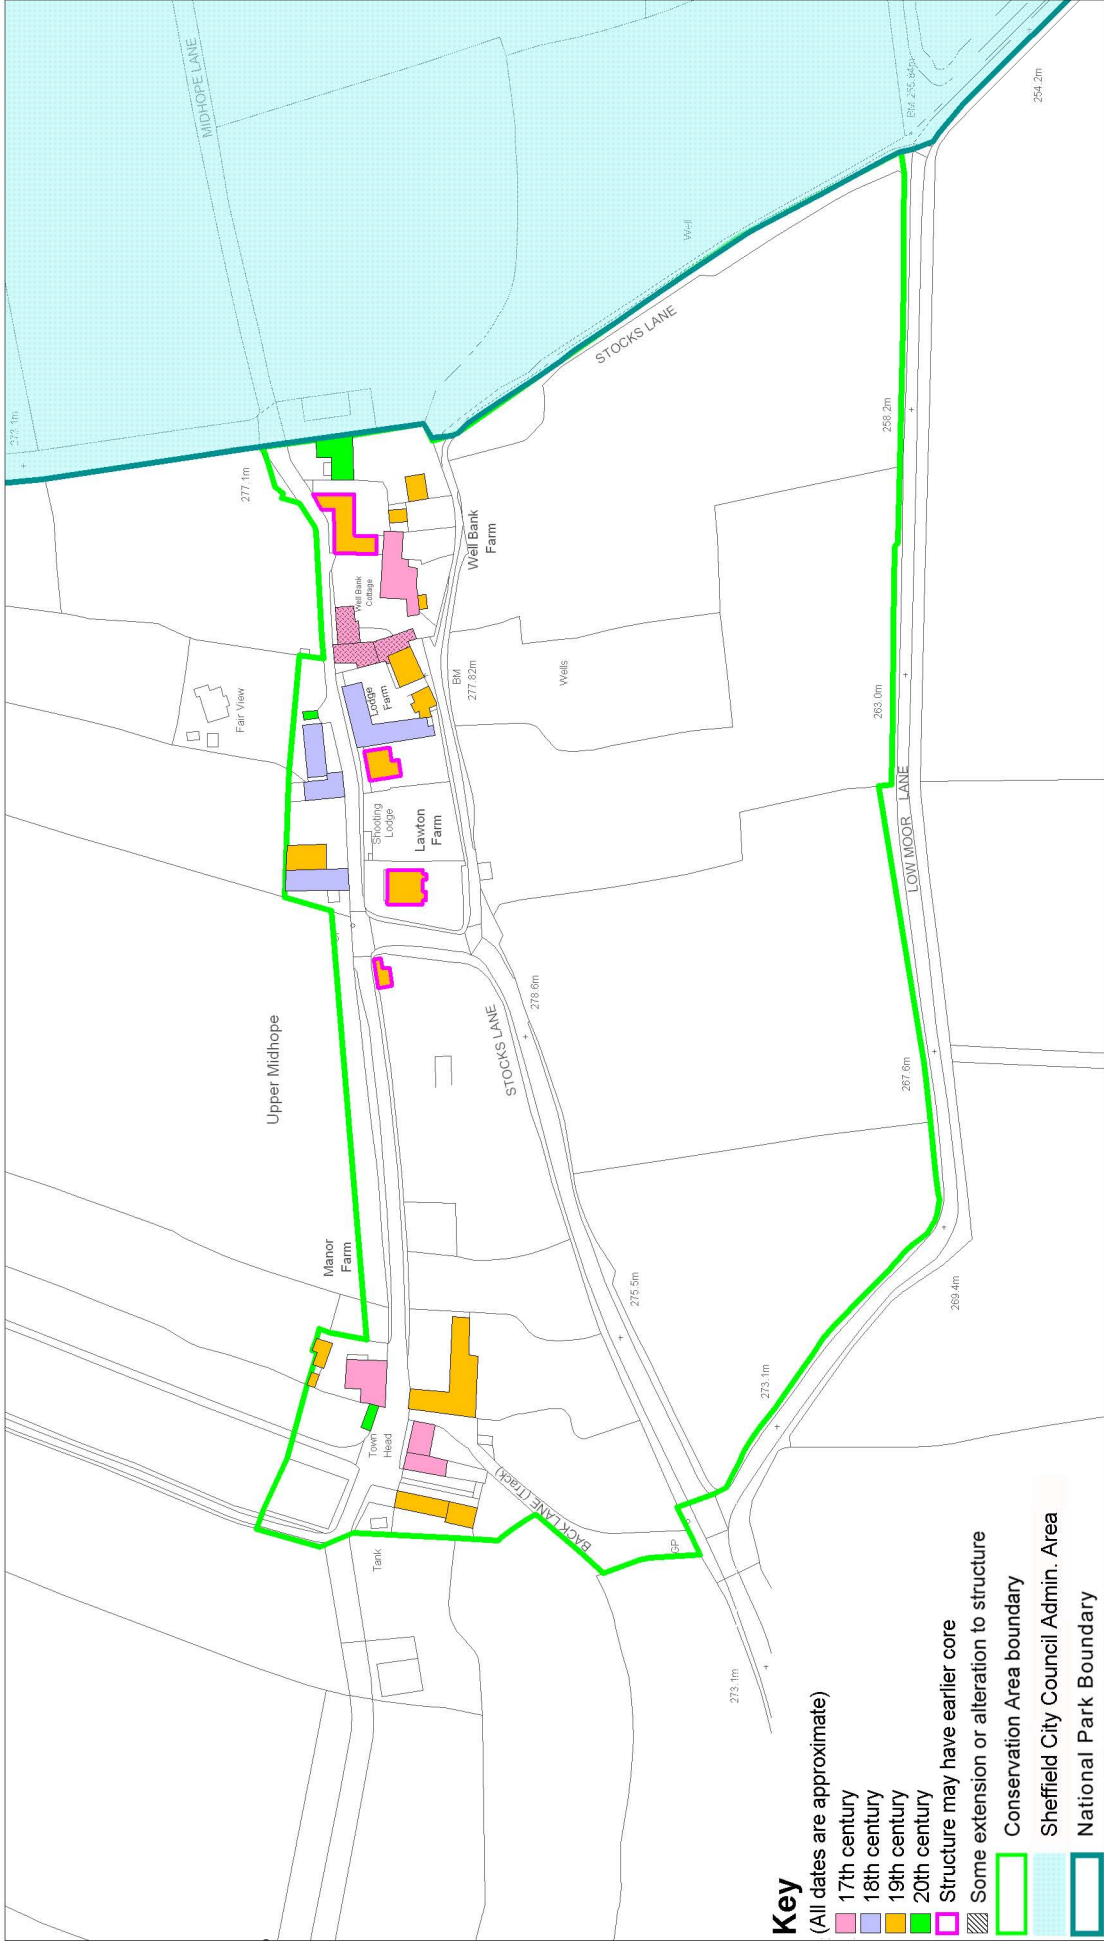 273.1m
MIDHOPE LANE
277.1m
Well
BM 255.64m
254.2m
STOCKS LANE
258.2m
Well Bank
Farm
Well Bank
Cottage
Lodge
Farm
BM
277.82m
Wells
Fair View
263.0m
Shooting
Lodge
Lawton
Farm
LOW MOOR LANE
Upper Midhope
278.6m
STOCKS LANE
267.6m
Manor
Farm
275.5m
269.4m
273.1m
Town
Head
BACK LANE (Track)
Tank
GP
273.1m
Key
(All dates are approximate)
17th century
18th century
19th century
20th century
Structure may have earlier core
Some extension or alteration to structure
Conservation Area boundary
Sheffield City Council Admin. Area
National Park Boundary